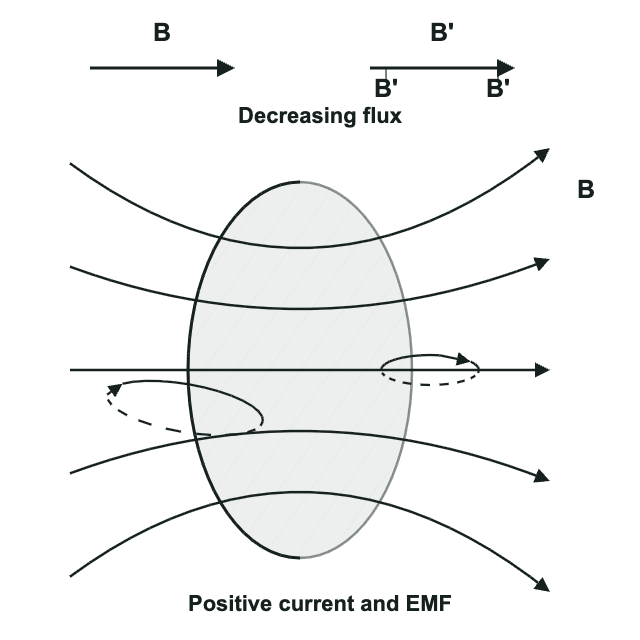 B B'
B' B'
Decreasing flux
B
Positive current and EMF